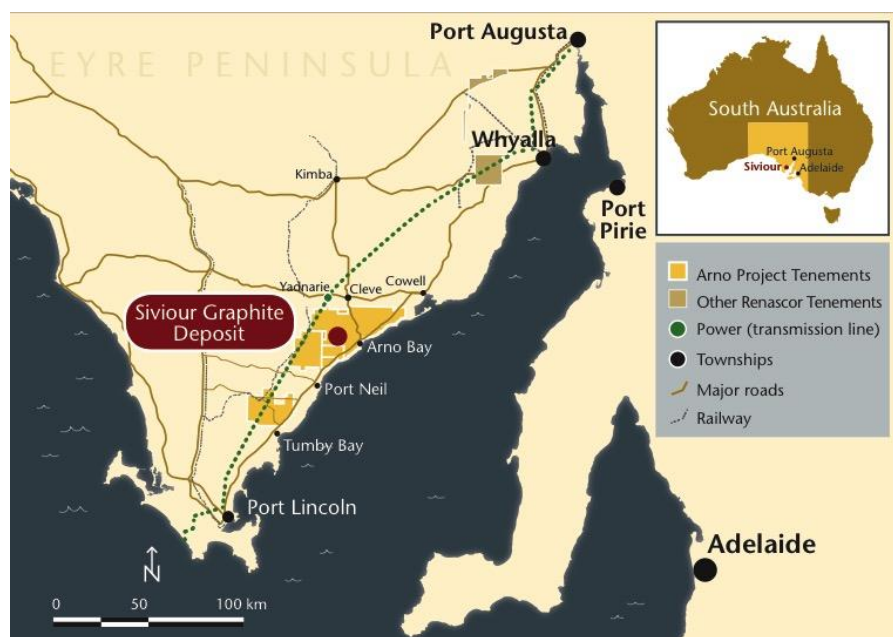 EYRE PENINSULA
Port Augusta
Whyalla
Kimba
Port
Pirie
Yadnarie
Cleve
Cowell
Siviour Graphite
Deposit
Arno Bay
Port Neil
Tumby Bay
Port Lincoln
Adelaide
N
0 50 100 km
South Australia
Port Augusta
Siviour
Adelaide
Arno Project Tenements
Other Renascor Tenements
Power (transmission line)
Townships
Major roads
Railway